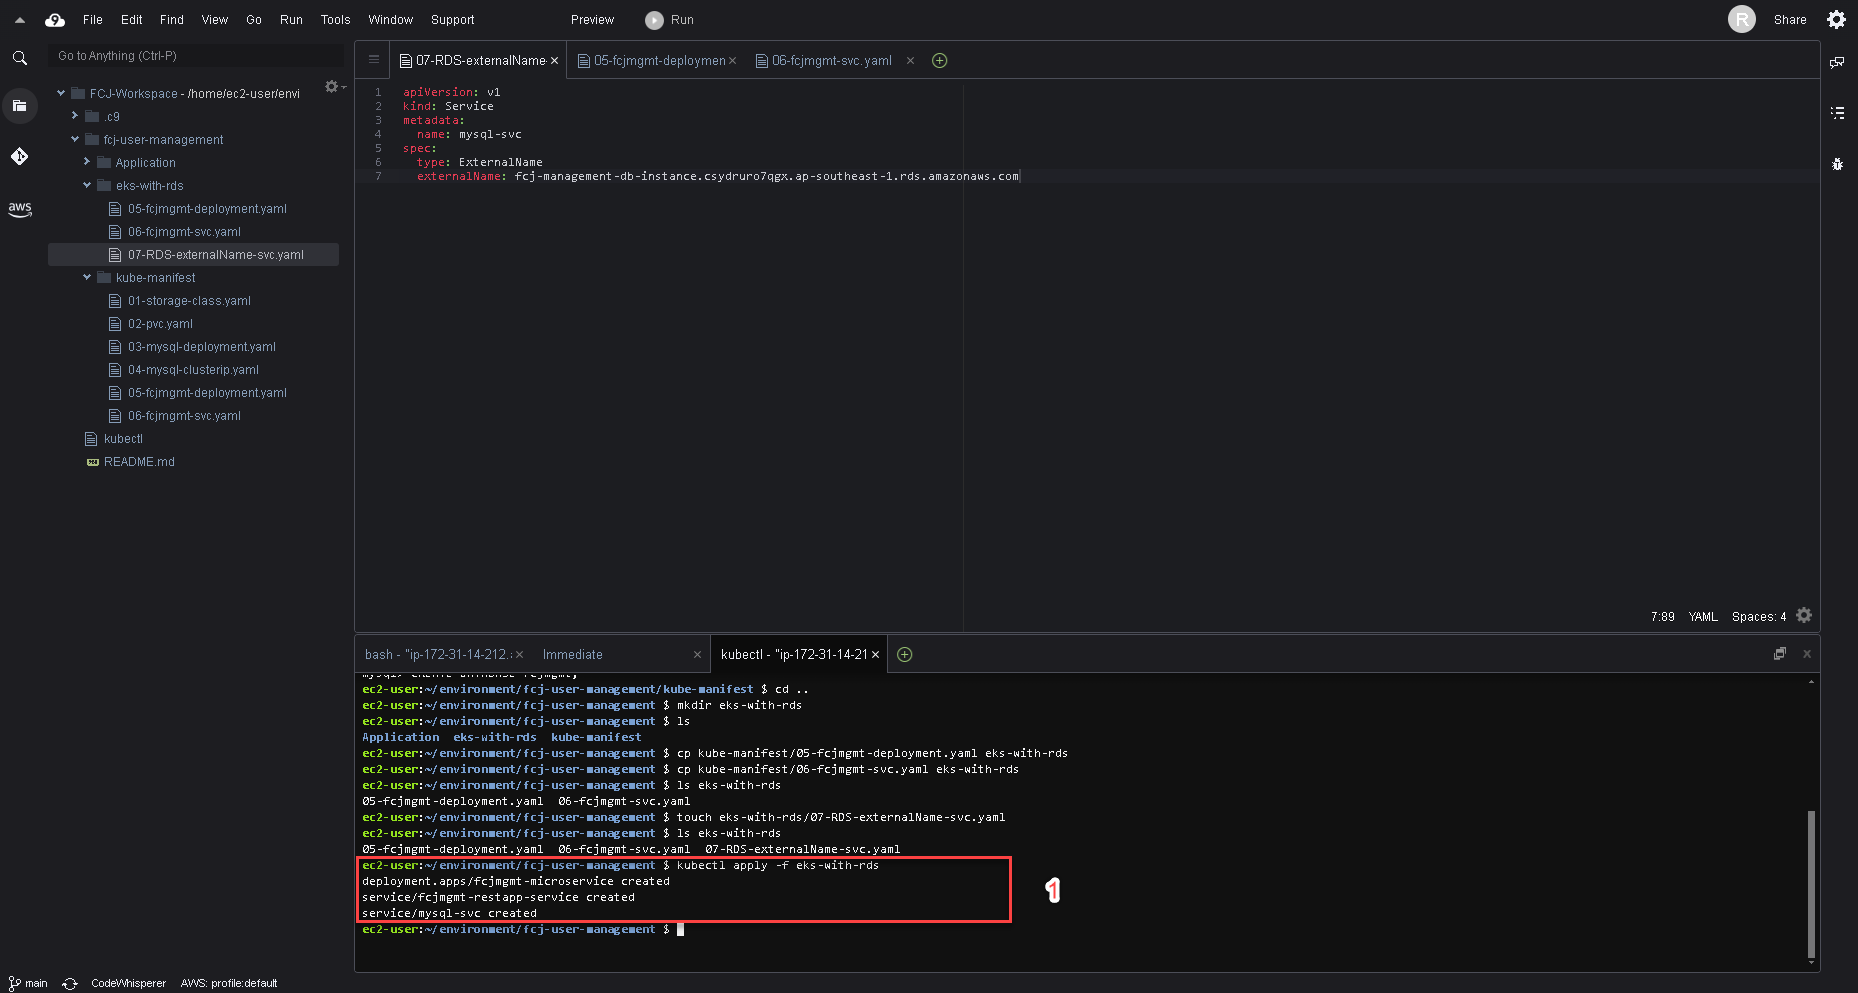 File Edit Find View Go Run Tools Window Support Preview Run R Share
Go to Anything (Ctrl-P)
FCJ-Workspace - /home/ec2-user/envi
.c9
fcj-user-management
Application
eks-with-rds
05-fcjmgmt-deployment.yaml
06-fcjmgmt-svc.yaml
07-RDS-externalName-svc.yaml
kube-manifest
01-storage-class.yaml
02-pvc.yaml
03-mysql-deployment.yaml
04-mysql-clusterip.yaml
05-fcjmgmt-deployment.yaml
06-fcjmgmt-svc.yaml
kubectl
README.md
aws
07-RDS-externalName 05-fcjmgmt-deploymen 06-fcjmgmt-svc.yaml
1 apiVersion: v1
2 kind: Service
3 metadata:
4 name: mysql-svc
5 spec:
6 type: ExternalName
7 externalName: fcj-management-db-instance.csydruro7qgx.ap-southeast-1.rds.amazonaws.com
7:89 YAML Spaces: 4
bash - "ip-172-31-14-212. Immediate kubectl - "ip-172-31-14-21
ec2-user:~/environment/fcj-user-management/kube-manifest $ cd ..
ec2-user:~/environment/fcj-user-management $ mkdir eks-with-rds
ec2-user:~/environment/fcj-user-management $ ls
Application eks-with-rds kube-manifest
ec2-user:~/environment/fcj-user-management $ cp kube-manifest/05-fcjmgmt-deployment.yaml eks-with-rds
ec2-user:~/environment/fcj-user-management $ cp kube-manifest/06-fcjmgmt-svc.yaml eks-with-rds
ec2-user:~/environment/fcj-user-management $ ls eks-with-rds
05-fcjmgmt-deployment.yaml 06-fcjmgmt-svc.yaml
ec2-user:~/environment/fcj-user-management $ touch eks-with-rds/07-RDS-externalName-svc.yaml
ec2-user:~/environment/fcj-user-management $ ls eks-with-rds
05-fcjmgmt-deployment.yaml 06-fcjmgmt-svc.yaml 07-RDS-externalName-svc.yaml
ec2-user:~/environment/fcj-user-management $ kubectl apply -f eks-with-rds
deployment.apps/fcjmgmt-microservice created
service/fcjmgmt-restapp-service created
service/mysql-svc created
ec2-user:~/environment/fcj-user-management $
1
main CodeWhisperer AWS: profile:default